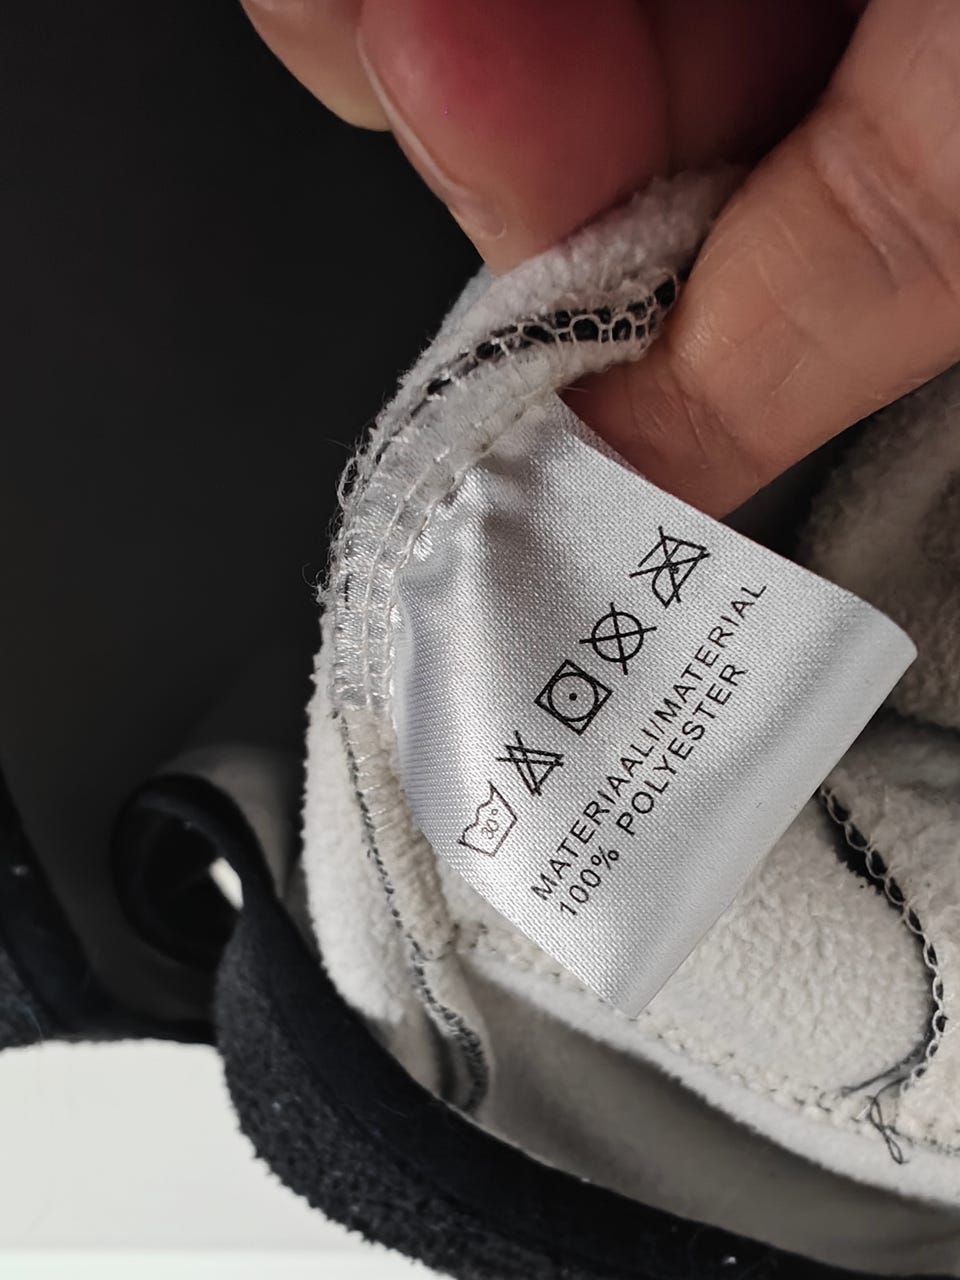 30°
MATERIAALI/MATERIAL
100% POLYESTER